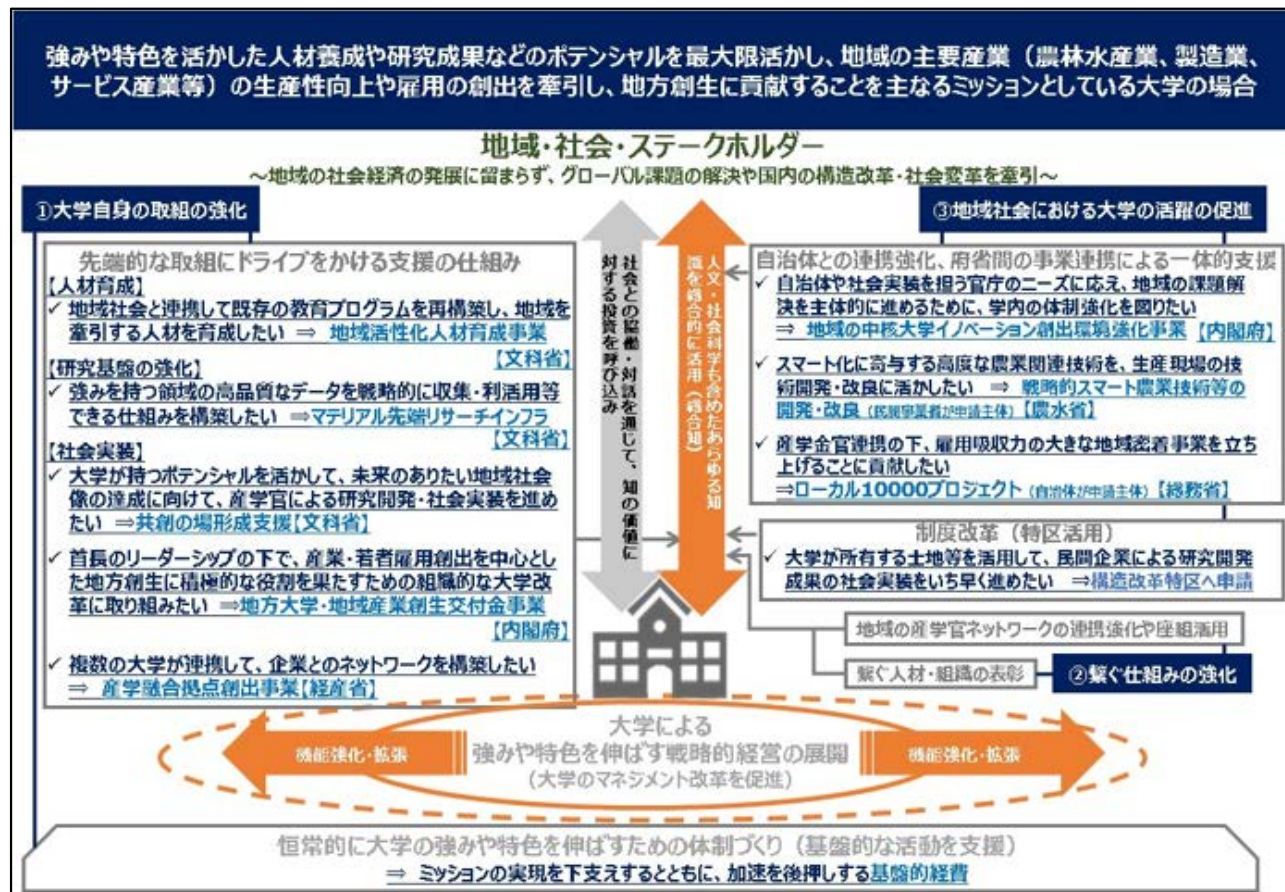 強みや特色を活かした人材養成や研究成果などのポテンシャルを最大限活かし、地域の主要産業（農林水産業、製造業、
サービス産業等）の生産性向上や雇用の創出を牽引し、地方創生に貢献することを主なるミッションとしている大学の場合
地域・社会・ステークホルダー
～地域の社会経済の発展に留まらず、グローバル課題の解決や国内の構造改革・社会変革を牽引～
①大学自身の取組の強化
先端的な取組にドライブをかける支援の仕組み
【人材育成】
✓ 地域社会と連携して既存の教育プログラムを再構築し、地域を
牽引する人材を育成したい ⇒ 地域活性化人材育成事業
【文科省】
【研究基盤の強化】
✓ 強みを持つ領域の高品質なデータを戦略的に収集・利活用等
できる仕組みを構築したい ⇒マテリアル先端リサーチインフラ
【文科省】
【社会実装】
✓ 大学が持つポテンシャルを活かして、未来のありたい地域社会
像の達成に向けて、産学官による研究開発・社会実装を進め
たい ⇒共創の場形成支援【文科省】
✓ 首長のリーダーシップの下で、産業・若者雇用創出を中心とし
た地方創生に積極的な役割を果たすための組織的な大学改
革に取り組みたい ⇒地方大学・地域産業創生交付金事業
【内閣府】
✓ 複数の大学が連携して、企業とのネットワークを構築したい
⇒ 産学融合拠点創出事業【経産省】
社会との協働・対話を通じて、知の価値に
対する投資を呼び込み
人文・社会科学も含めたあらゆる知
識を総合的に活用（総合知）
③地域社会における大学の活躍の促進
自治体との連携強化、府省間の事業連携による一体的支援
✓ 自治体や社会実装を担う官庁のニーズに応え、地域の課題解
決を主体的に進めるために、学内の体制強化を図りたい
⇒ 地域の中核大学イノベーション創出環境強化事業 【内閣府】
✓ スマート化に寄与する高度な農業関連技術を、生産現場の技
術開発・改良に活かしたい ⇒ 戦略的スマート農業技術等の
開発・改良（民間事業者が申請主体）【農水省】
✓ 産学金官連携の下、雇用吸収力の大きな地域密着事業を立ち
上げることに貢献したい
⇒ローカル10000プロジェクト（自治体が申請主体）【総務省】
制度改革（特区活用）
✓ 大学が所有する土地等を活用して、民間企業による研究開発
成果の社会実装をいち早く進めたい ⇒構造改革特区へ申請
地域の産学官ネットワークの連携強化や座組活用
繋ぐ人材・組織の表彰
②繋ぐ仕組みの強化
大学による
強みや特色を伸ばす戦略的経営の展開
（大学のマネジメント改革を促進）
機能強化・拡張
機能強化・拡張
恒常的に大学の強みや特色を伸ばすための体制づくり（基盤的な活動を支援）
⇒ ミッションの実現を下支えするとともに、加速を後押しする基盤的経費